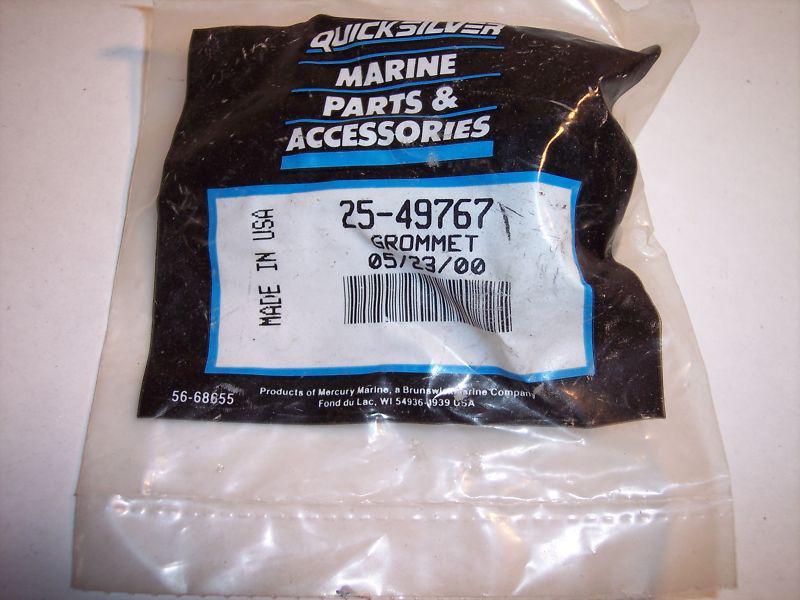 QUICKSILVER
MARINE
PARTS &
ACCESSORIES
MADE IN USA
25-49767
GROMMET
05/23/00
56-68655
Products of Mercury Marine, a Brunswick Marine Company
Fond du Lac, WI 54936-1939 USA